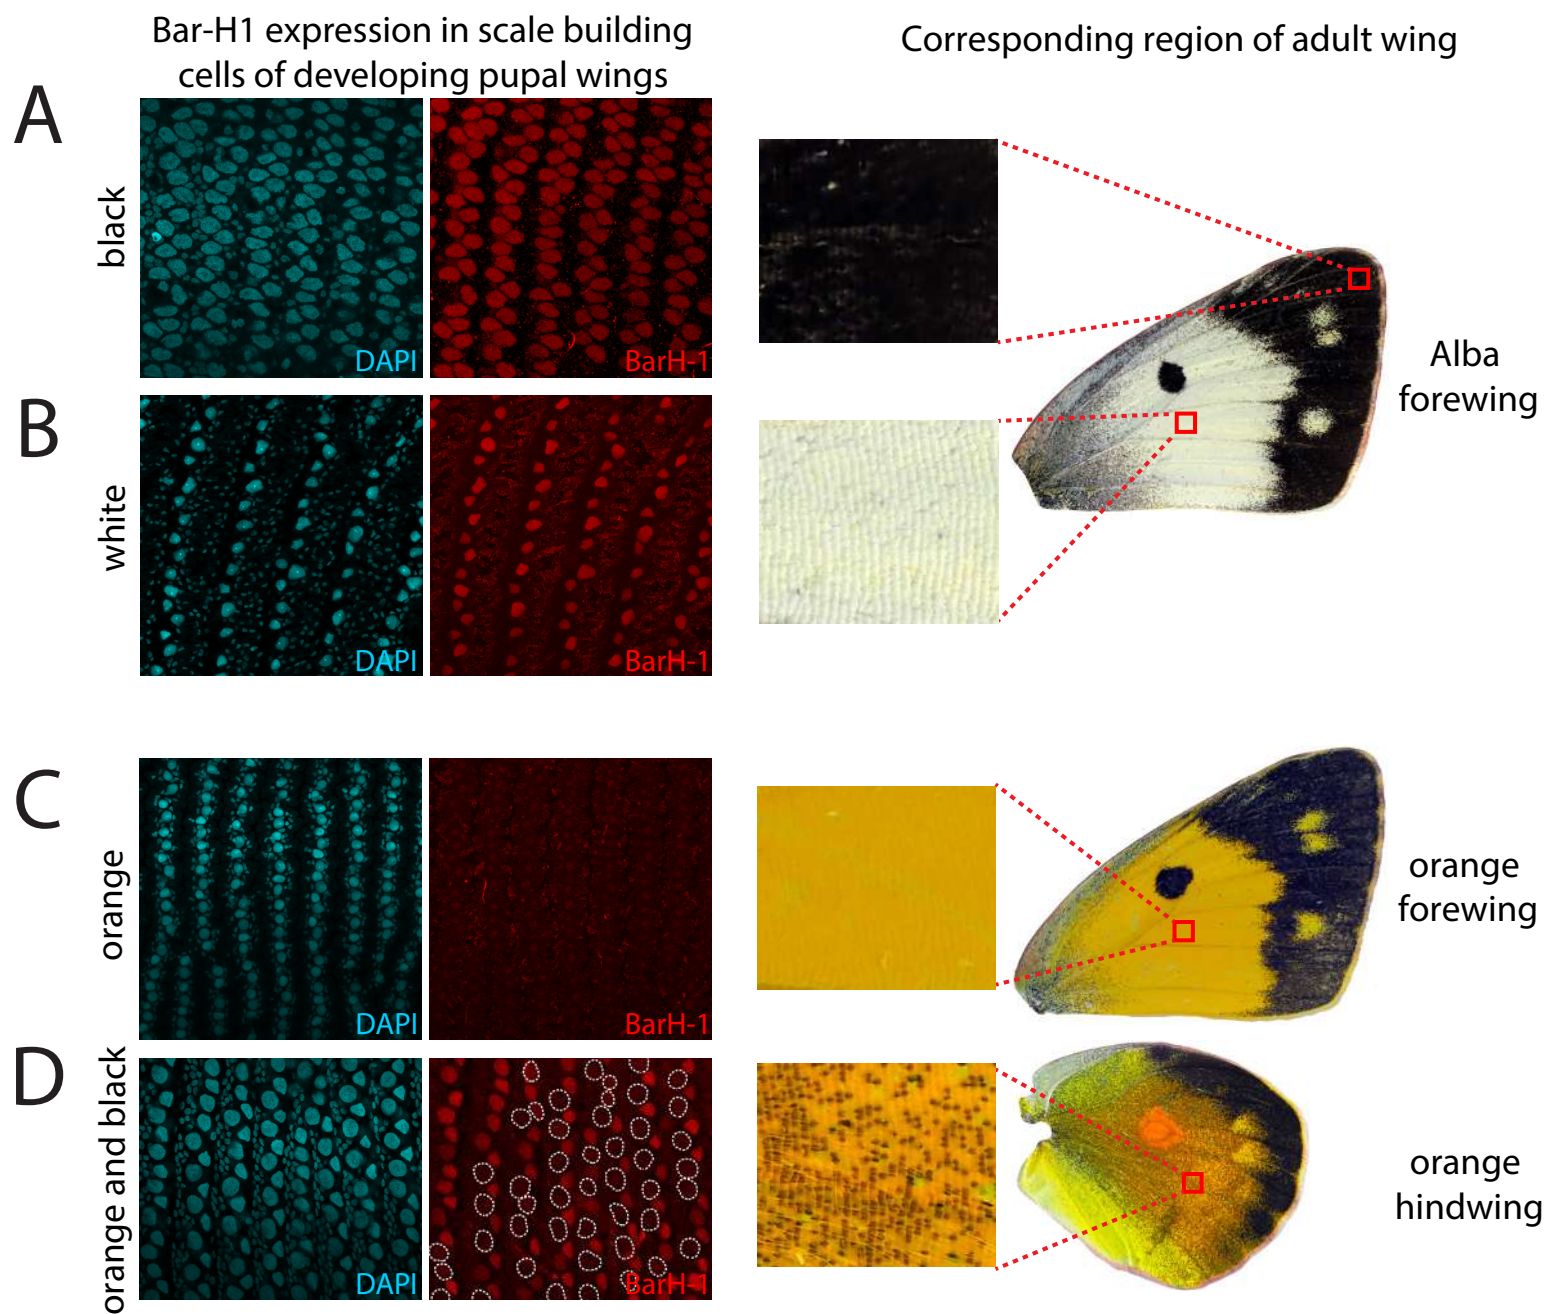 Bar-H1 expression in scale building
cells of developing pupal wings
Corresponding region of adult wing
A
black
DAPI
BarH-1
Alba
forewing
B
white
DAPI
BarH-1
C
orange
DAPI
BarH-1
orange
forewing
D
orange and black
DAPI
BarH-1
orange
hindwing